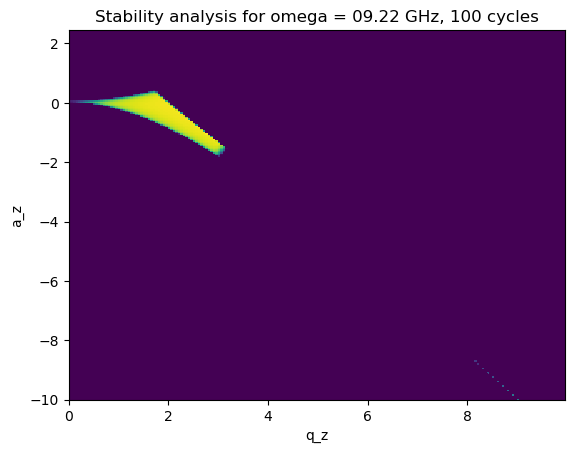 Stability analysis for omega = 09.22 GHz, 100 cycles
2
0
−2
−4
−6
−8
−10
a_z
0 2 4 6 8
q_z